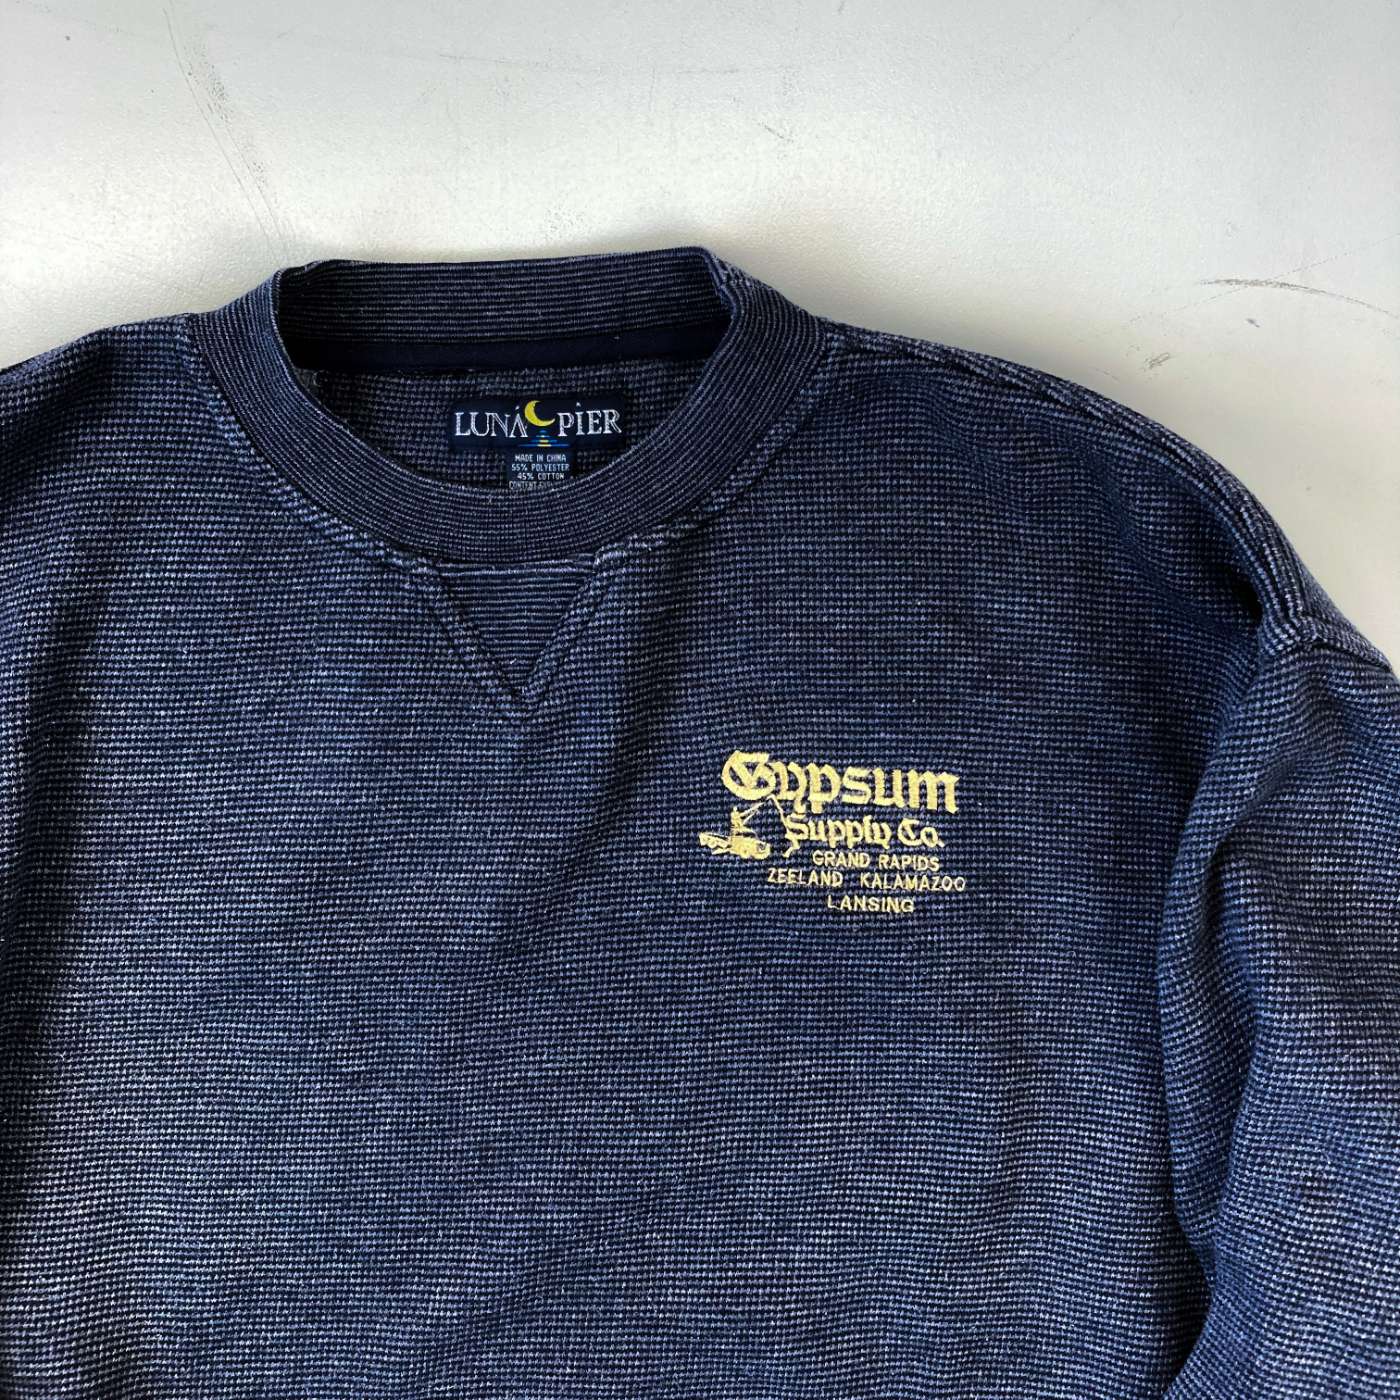 LUNA PIER
MADE IN CHINA
55% POLYESTER
45% COTTON
Gypsum
Supply Co.
GRAND RAPIDS
ZEELAND KALAMAZOO
LANSING